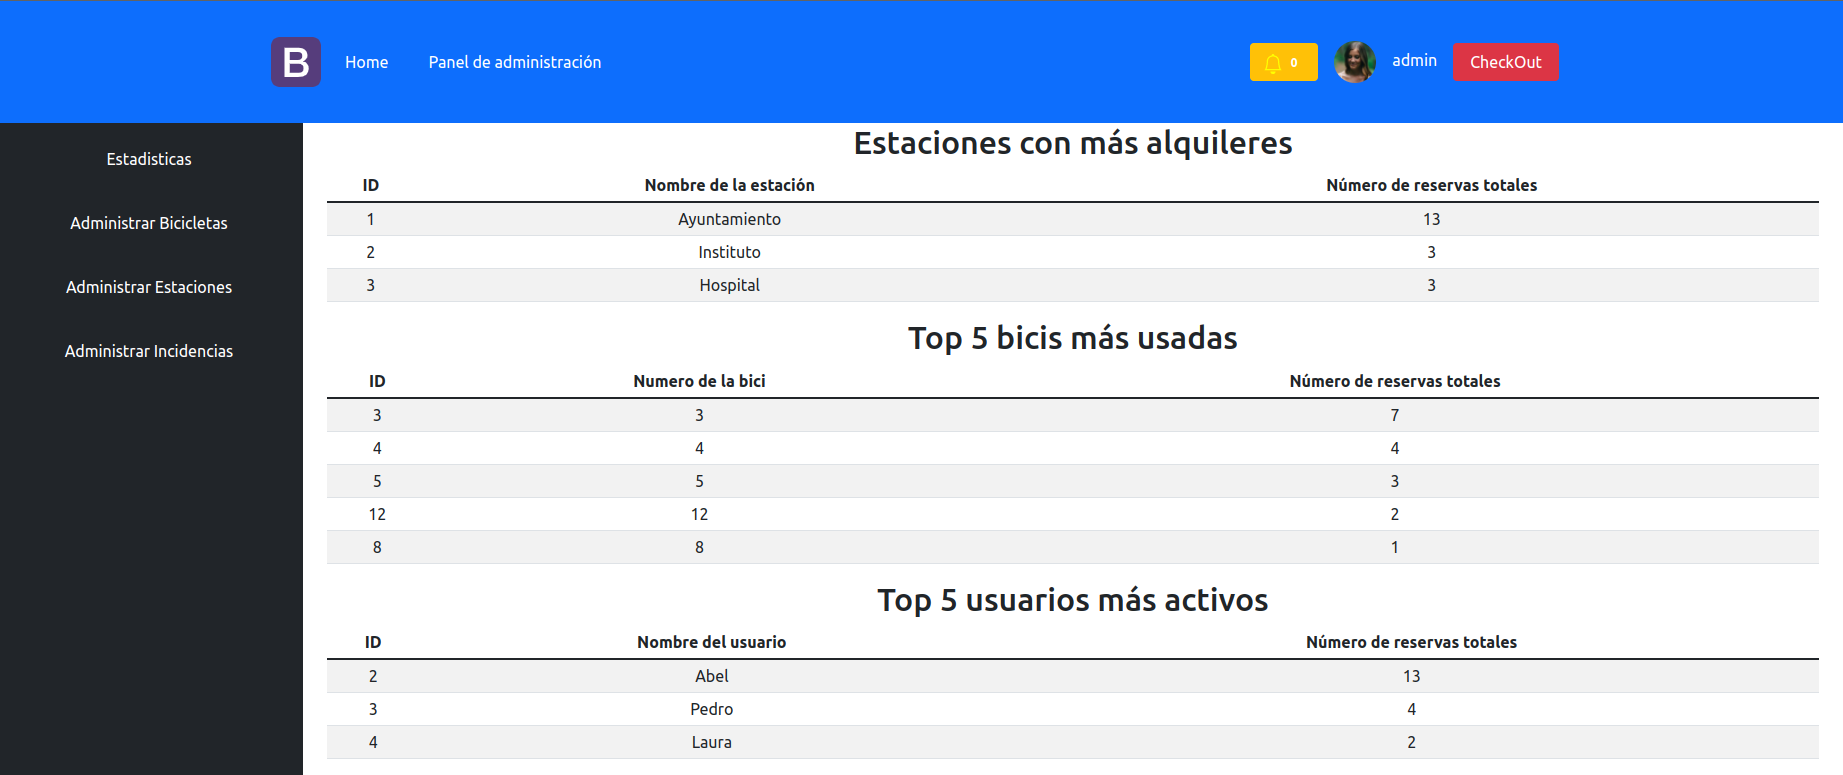 B Home Panel de administración 0 admin CheckOut
Estadisticas
Administrar Bicicletas
Administrar Estaciones
Administrar Incidencias
Estaciones con más alquileres
ID Nombre de la estación Número de reservas totales
1 Ayuntamiento 13
2 Instituto 3
3 Hospital 3
Top 5 bicis más usadas
ID Numero de la bici Número de reservas totales
3 3 7
4 4 4
5 5 3
12 12 2
8 8 1
Top 5 usuarios más activos
ID Nombre del usuario Número de reservas totales
2 Abel 13
3 Pedro 4
4 Laura 2